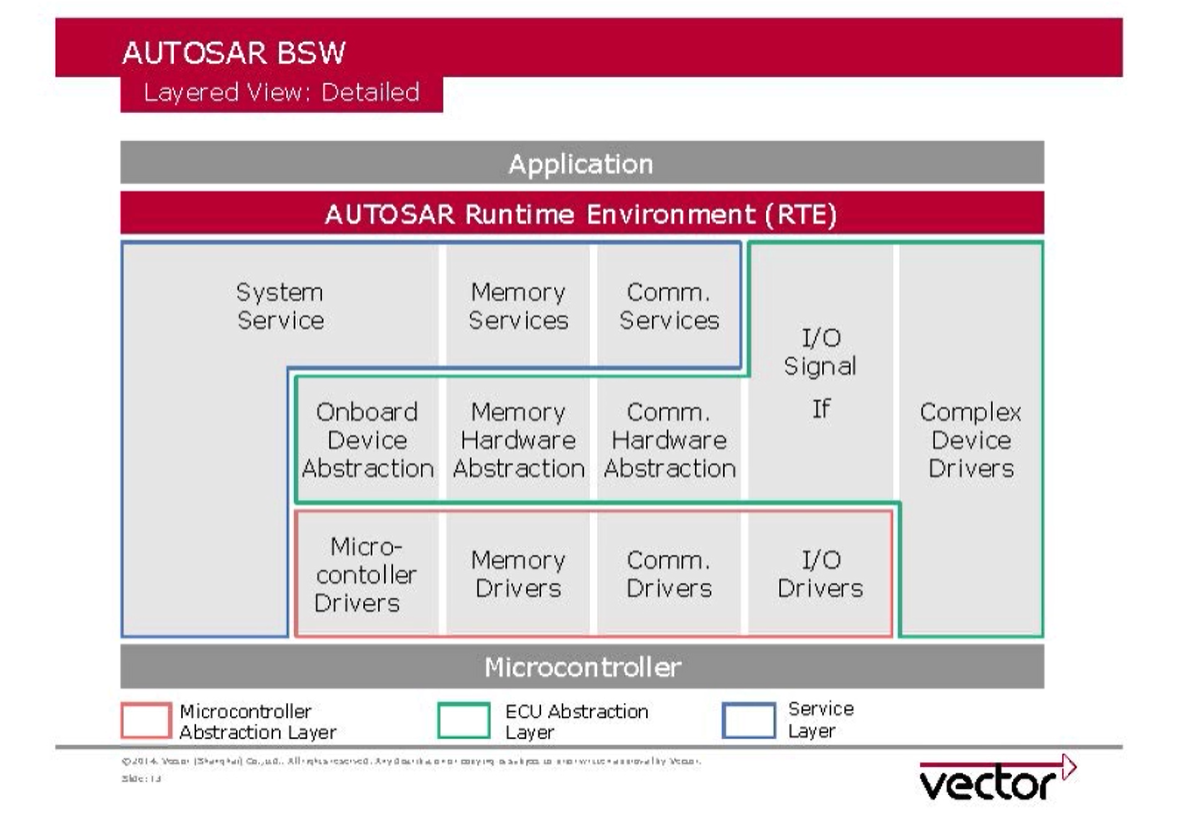 AUTOSAR BSW
Layered View: Detailed
Application
AUTOSAR Runtime Environment (RTE)
System
Service
Memory
Services
Comm.
Services
I/O
Signal
If
Complex
Device
Drivers
Onboard
Device
Abstraction
Memory
Hardware
Abstraction
Comm.
Hardware
Abstraction
Micro-
contoller
Drivers
Memory
Drivers
Comm.
Drivers
I/O
Drivers
Microcontroller
Microcontroller
Abstraction Layer
ECU Abstraction
Layer
Service
Layer
©2014. Vector (Shanghai) Co., Ltd.. All rights reserved. Any distribution or copying is subject to prior written approval by Vector.
Slide: 13
vector